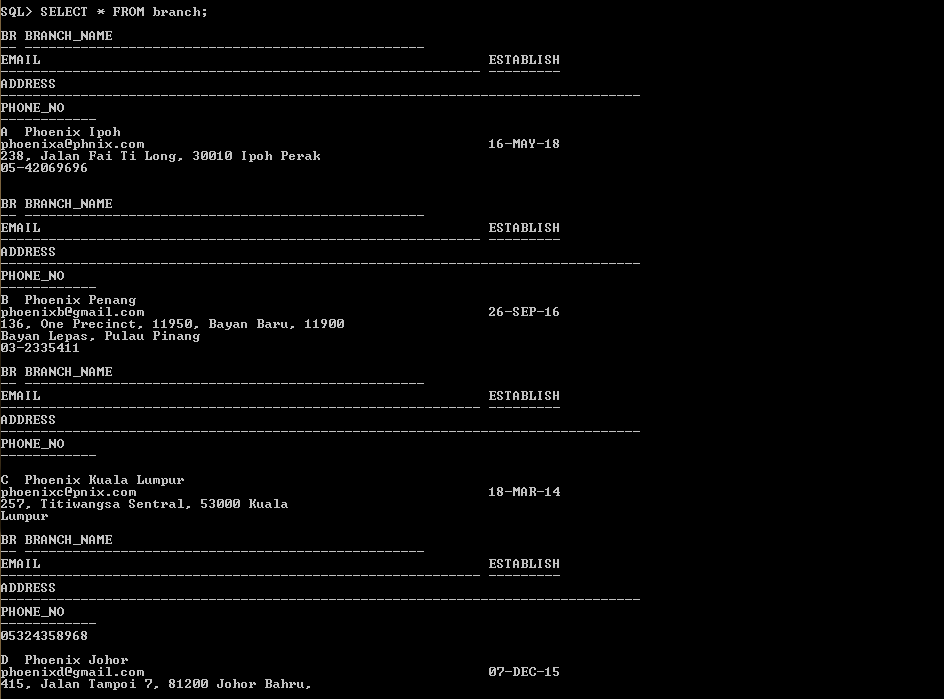 SQL> SELECT * FROM branch;
BR BRANCH_NAME
-- --------------------------------------------------
EMAIL ESTABLISH
------------------------------------------------------------ ---------
ADDRESS
--------------------------------------------------------------------------------
PHONE_NO
------------
A Phoenix Ipoh
phoenixa@phnix.com 16-MAY-18
238, Jalan Fai Ti Long, 30010 Ipoh Perak
05-42069696
BR BRANCH_NAME
-- --------------------------------------------------
EMAIL ESTABLISH
------------------------------------------------------------ ---------
ADDRESS
--------------------------------------------------------------------------------
PHONE_NO
------------
B Phoenix Penang
phoenixb@gmail.com 26-SEP-16
136, One Precinct, 11950, Bayan Baru, 11900
Bayan Lepas, Pulau Pinang
03-2335411
BR BRANCH_NAME
-- --------------------------------------------------
EMAIL ESTABLISH
------------------------------------------------------------ ---------
ADDRESS
--------------------------------------------------------------------------------
PHONE_NO
------------
C Phoenix Kuala Lumpur
phoenixc@pnix.com 18-MAR-14
257, Titiwangsa Sentral, 53000 Kuala
Lumpur
BR BRANCH_NAME
-- --------------------------------------------------
EMAIL ESTABLISH
------------------------------------------------------------ ---------
ADDRESS
--------------------------------------------------------------------------------
PHONE_NO
------------
05324358968
D Phoenix Johor
phoenixd@gmail.com 07-DEC-15
415, Jalan Tampoi 7, 81200 Johor Bahru,